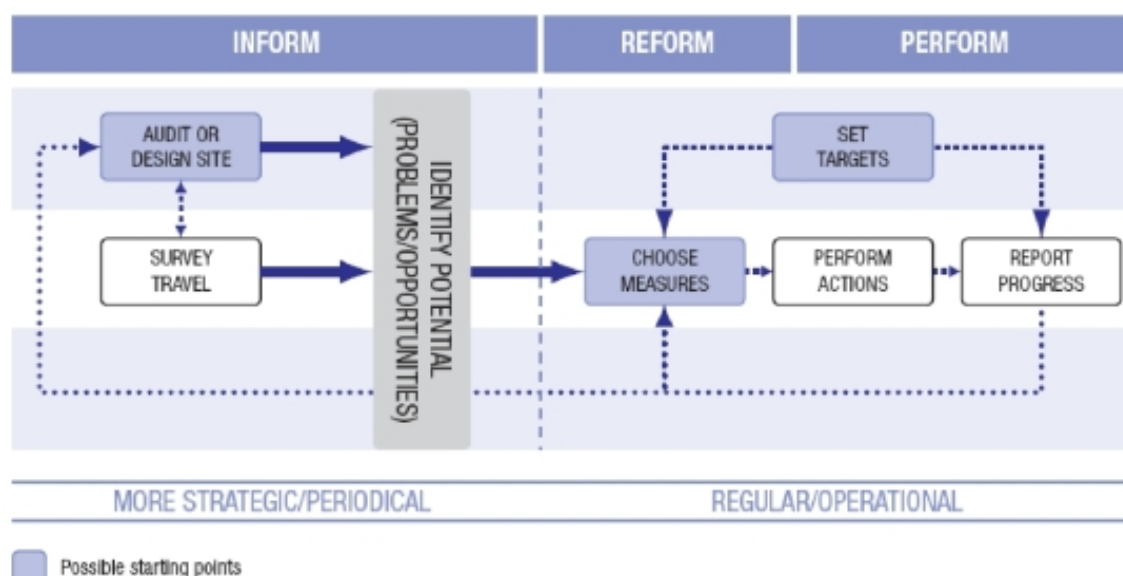 INFORM
REFORM
PERFORM
AUDIT OR
DESIGN SITE
SURVEY
TRAVEL
IDENTIFY POTENTIAL
(PROBLEMS/OPPORTUNITIES)
SET
TARGETS
CHOOSE
MEASURES
PERFORM
ACTIONS
REPORT
PROGRESS
MORE STRATEGIC/PERIODICAL
REGULAR/OPERATIONAL
Possible starting points